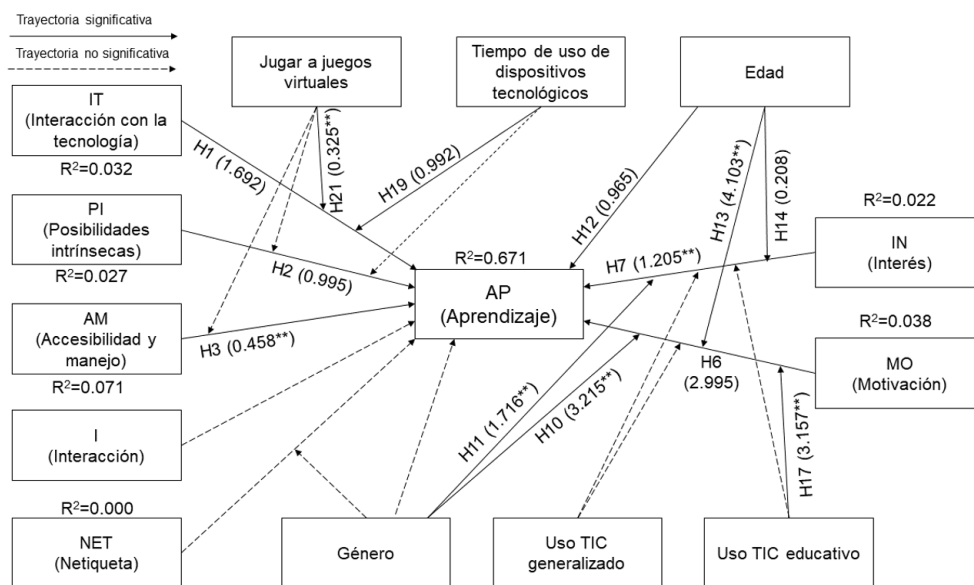 Trayectoria significativa
Trayectoria no significativa
Jugar a juegos
virtuales
Tiempo de uso de
dispositivos
tecnológicos
Edad
IT
(Interacción con la
tecnología)
R²=0.032
H1 (1.692)
H21 (0.325**)
H19 (0.992)
H12 (0.965)
H13 (4.103**)
H14 (0.208)
PI
(Posibilidades
intrínsecas)
R²=0.027
H2 (0.995)
R²=0.022
IN
(Interés)
H7 (1.205**)
R²=0.671
AP
(Aprendizaje)
AM
(Accesibilidad y
manejo)
R²=0.071
H3 (0.458**)
R²=0.038
MO
(Motivación)
H6
(2.995)
I
(Interacción)
H11 (1.716**)
H10 (3.215**)
H17 (3.157**)
R²=0.000
NET
(Netiqueta)
Género
Uso TIC
generalizado
Uso TIC educativo